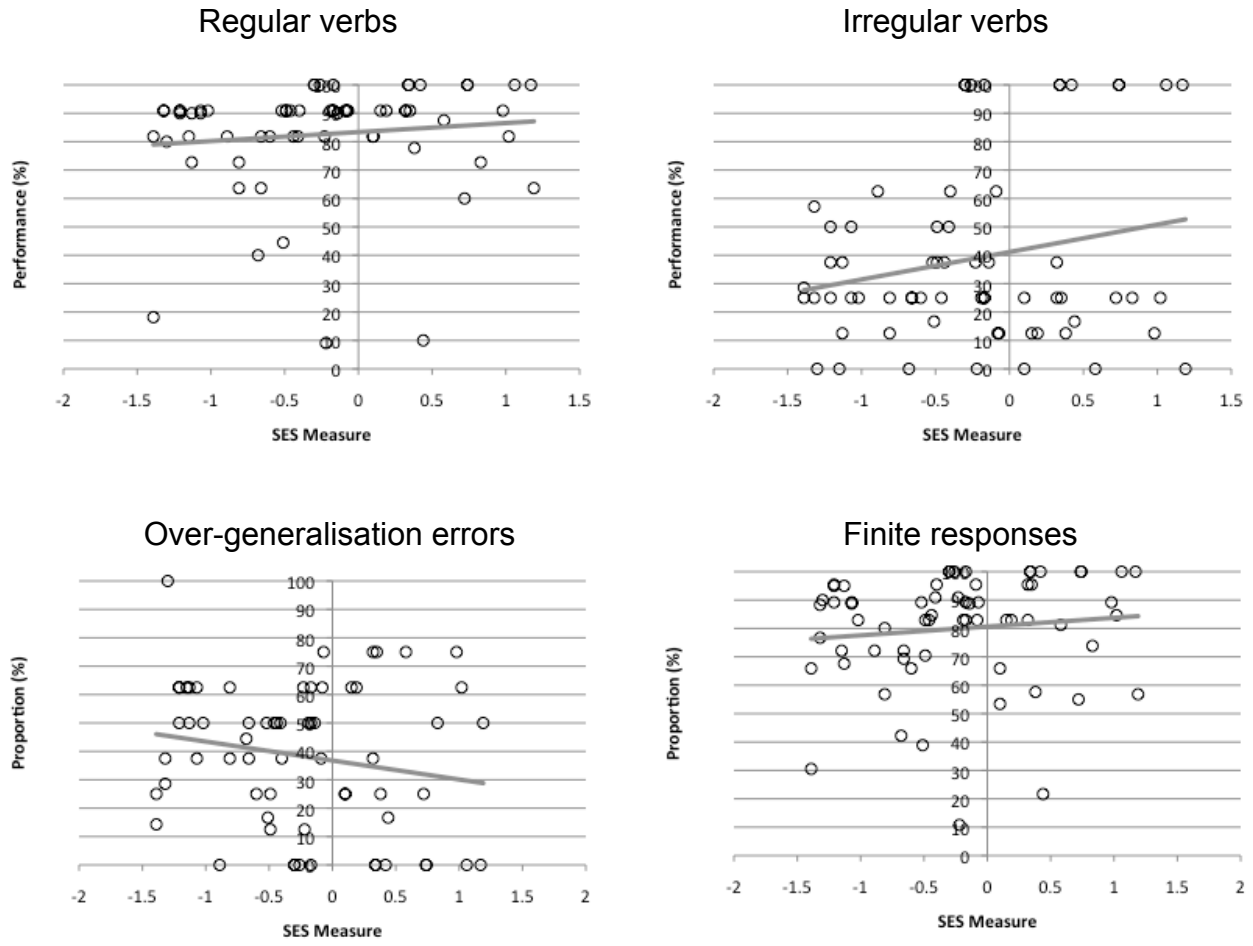 Regular verbs
Performance (%)
100
90
80
70
60
50
40
30
20
10
0
-2 -1.5 -1 -0.5 0 0.5 1 1.5
SES Measure
Irregular verbs
Performance (%)
100
90
80
70
60
50
40
30
20
10
0
-2 -1.5 -1 -0.5 0 0.5 1 1.5
SES Measure
Over-generalisation errors
Proportion (%)
100
90
80
70
60
50
40
30
20
10
0
-2 -1.5 -1 -0.5 0 0.5 1 1.5 2
SES Measure
Finite responses
Proportion (%)
100
90
80
70
60
50
40
30
20
10
0
-2 -1.5 -1 -0.5 0 0.5 1 1.5 2
SES Measure